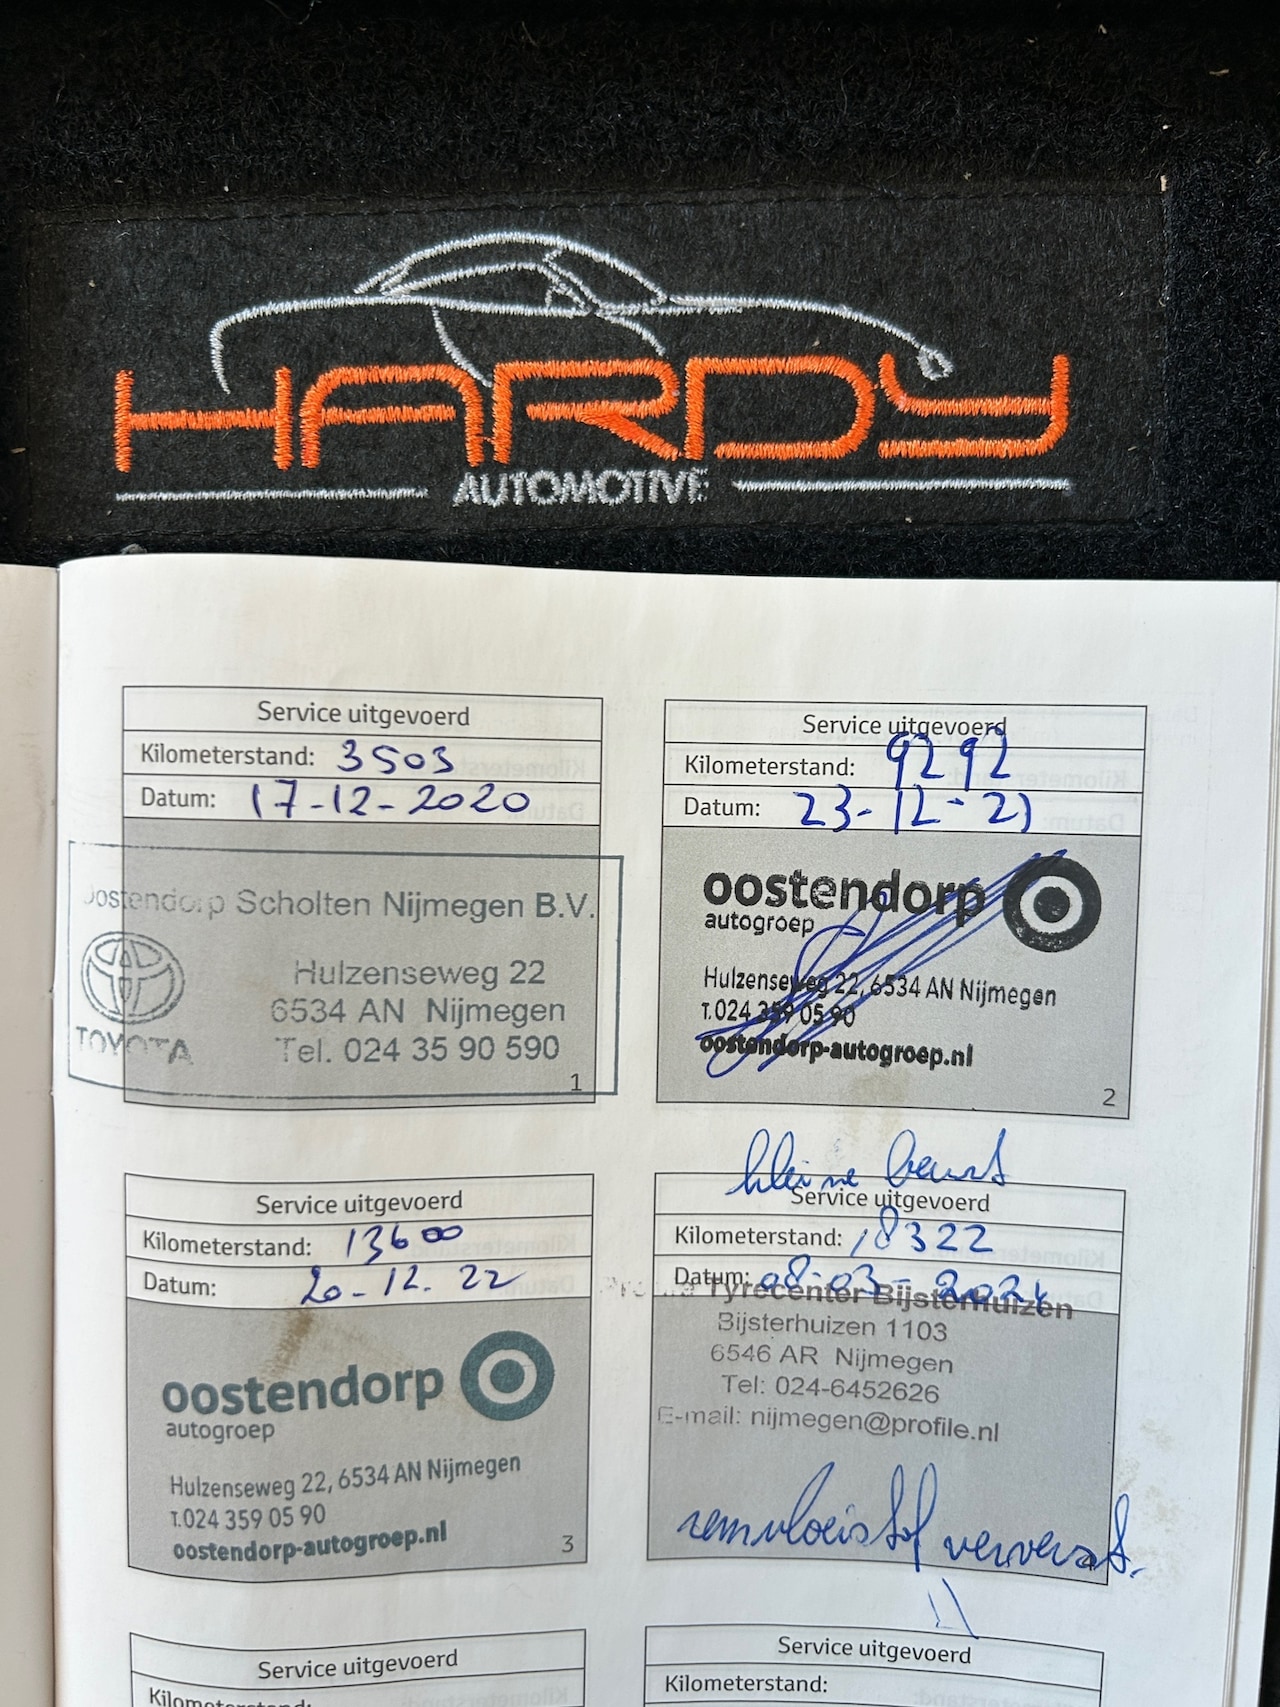 HARDY
AUTOMOTIVE
Service uitgevoerd
Kilometerstand: 3503
Datum: 17-12-2020
Oostendorp Scholten Nijmegen B.V.
Hulzenseweg 22
6534 AN Nijmegen
TOYOTA
Tel. 024 35 90 590
1
Service uitgevoerd
Kilometerstand: 9292
Datum: 23-12-21
oostendorp
autogroep
Hulzenseweg 22, 6534 AN Nijmegen
T.024 359 05 90
oostendorp-autogroep.nl
2
Service uitgevoerd
Kilometerstand: 13600
Datum: 20-12-22
oostendorp
autogroep
Hulzenseweg 22, 6534 AN Nijmegen
T.024 359 05 90
oostendorp-autogroep.nl
3
kleine beurt
Service uitgevoerd
Kilometerstand: 18322
Datum: 08-03-2024
Tyrecenter Bijsterhuizen
Bijsterhuizen 1103
6546 AR Nijmegen
Tel: 024-6452626
E-mail: nijmegen@profile.nl
remvloeistof ververst.
Service uitgevoerd
Service uitgevoerd
Kilometerstand: